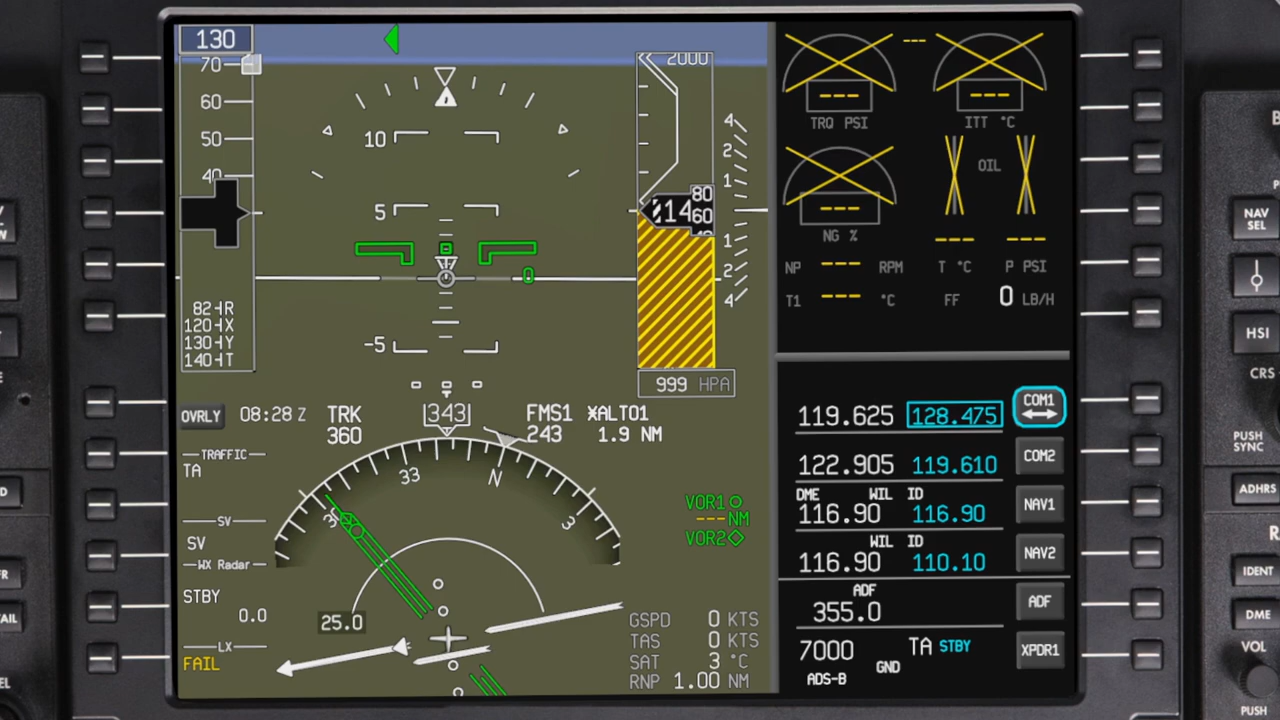 130
70
60
50
40
82 R
120 X
130 Y
140 T
10
5
-5
0
2000
80
14 60
4
2
1
1
2
4
999 HPA
OVRLY
08:28 Z
TRK
360
343
FMS1
243
ALTO1
1.9 NM
TRAFFIC
TA
SV
SV
WX Radar
STBY
0.0
LX
FAIL
30
33
N
3
25.0
VOR1
--- NM
VOR2
GSPD 0 KTS
TAS 0 KTS
SAT 3 °C
RNP 1.00 NM
---
---
TRQ PSI
---
ITT °C
---
NG %
OIL
---
---
NP --- RPM
T °C
P PSI
T1 --- °C
FF 0 LB/H
119.625 128.475
COM1
122.905 119.610
COM2
DME WIL ID
116.90 116.90
NAV1
WIL ID
116.90 110.10
NAV2
ADF
355.0
ADF
7000 TA STBY
GND
ADS-B
XPDR1
NAV
SEL
HSI
CRS
PUSH
SYNC
ADHRS
IDENT
DME
VOL
PUSH